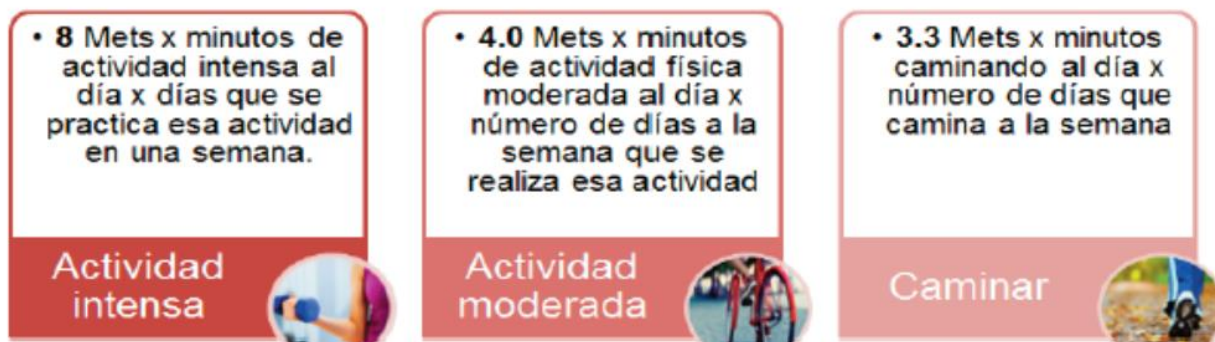 • 8 Mets x minutos de
actividad intensa al
día x días que se
practica esa actividad
en una semana.
Actividad
intensa
• 4.0 Mets x minutos
de actividad física
moderada al día x
número de días a la
semana que se
realiza esa actividad
Actividad
moderada
• 3.3 Mets x minutos
caminando al día x
número de días que
camina a la semana
Caminar